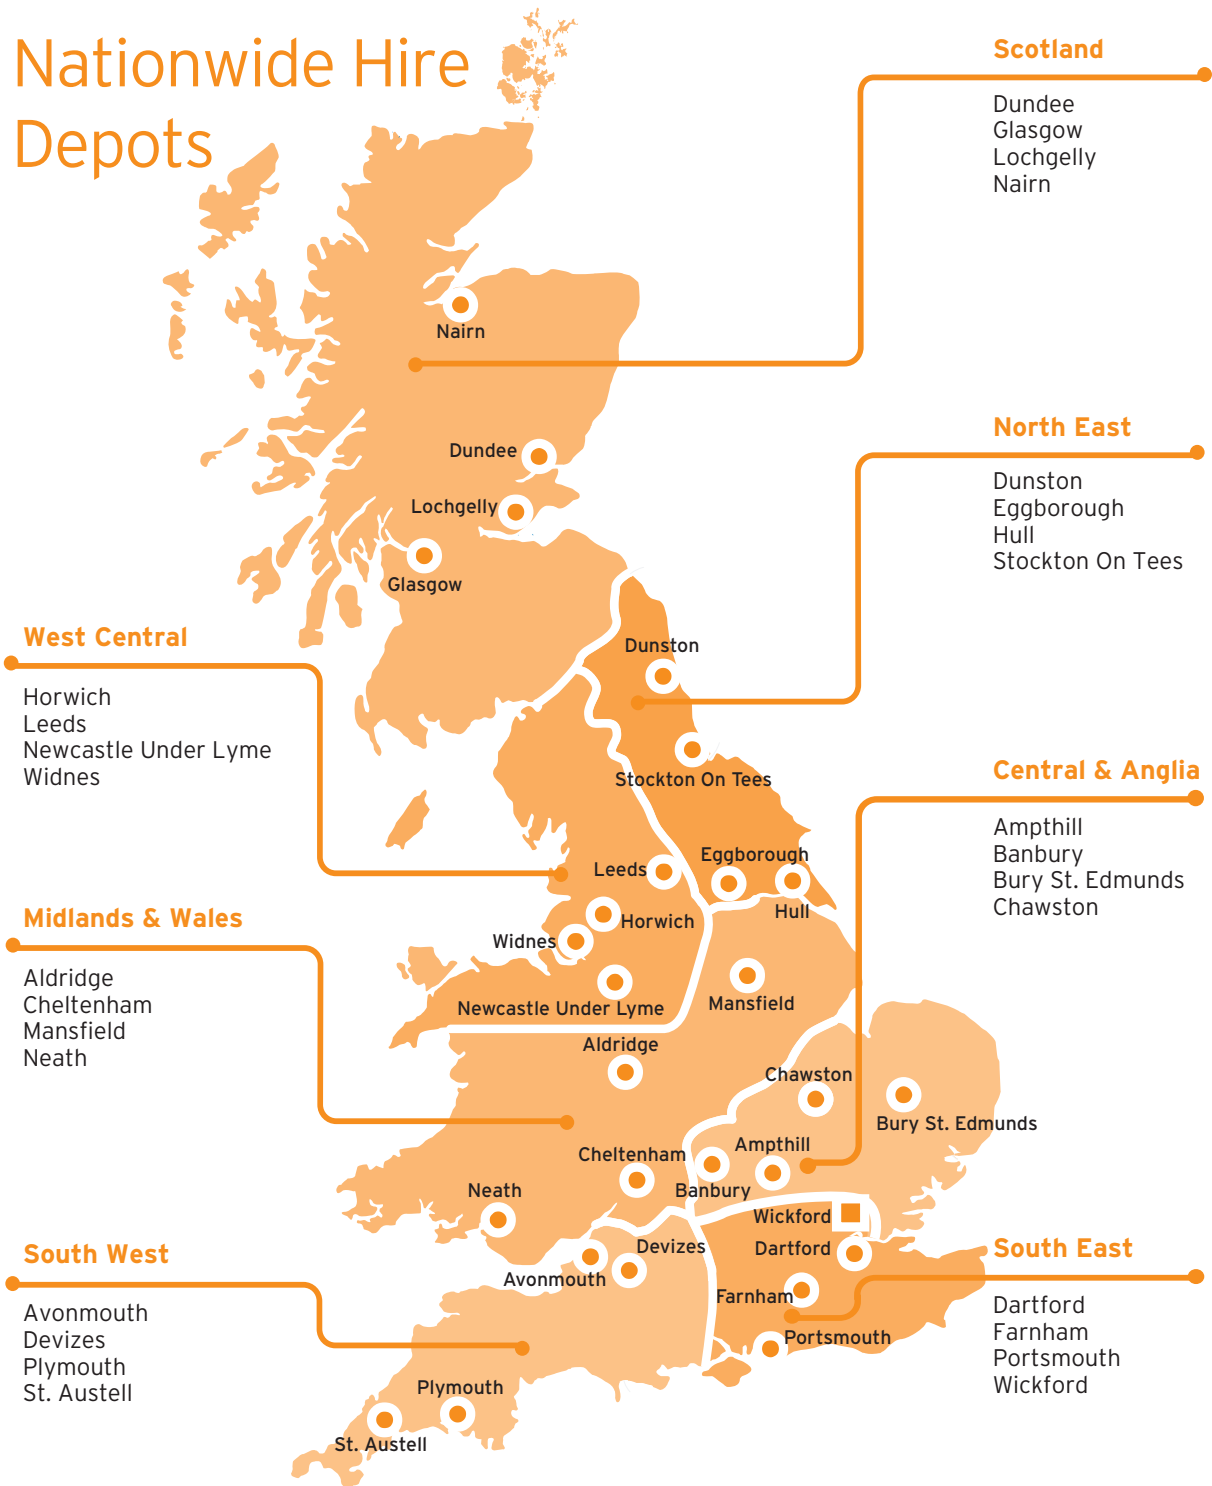 Nationwide Hire
Depots
Scotland
Dundee
Glasgow
Lochgelly
Nairn
North East
Dunston
Eggborough
Hull
Stockton On Tees
Central & Anglia
Ampthill
Banbury
Bury St. Edmunds
Chawston
South East
Dartford
Farnham
Portsmouth
Wickford
West Central
Horwich
Leeds
Newcastle Under Lyme
Widnes
Midlands & Wales
Aldridge
Cheltenham
Mansfield
Neath
South West
Avonmouth
Devizes
Plymouth
St. Austell
Nairn
Dundee
Lochgelly
Glasgow
Dunston
Stockton On Tees
Eggborough
Leeds
Hull
Horwich
Widnes
Mansfield
Newcastle Under Lyme
Aldridge
Chawston
Bury St. Edmunds
Ampthill
Cheltenham
Banbury
Neath
Wickford
Devizes
Dartford
Avonmouth
Farnham
Portsmouth
Plymouth
St. Austell